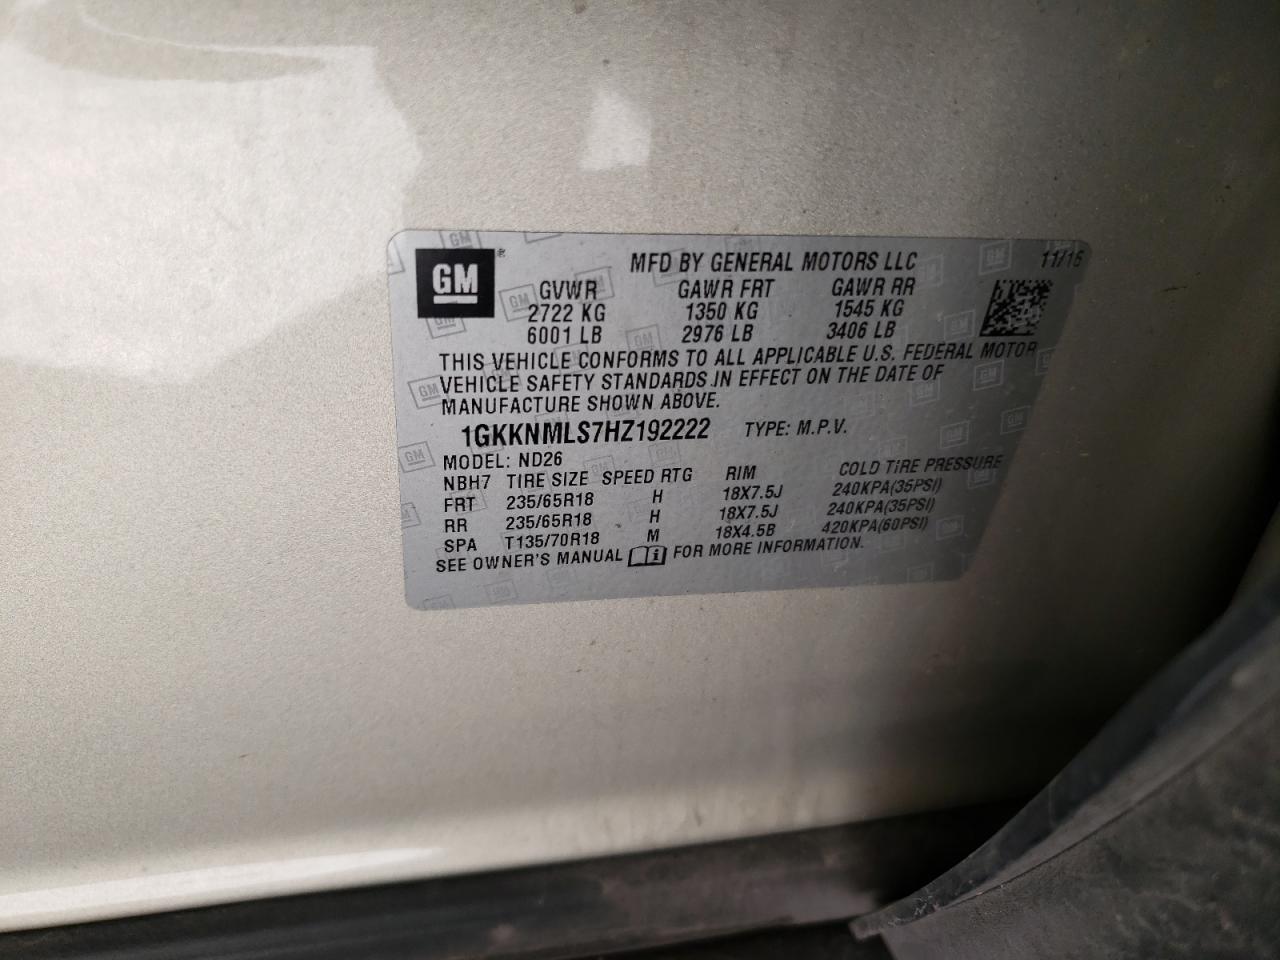 GM
MFD BY GENERAL MOTORS LLC 11/16
GVWR GAWR FRT GAWR RR
2722 KG 1350 KG 1545 KG
6001 LB 2976 LB 3406 LB
THIS VEHICLE CONFORMS TO ALL APPLICABLE U.S. FEDERAL MOTOR
VEHICLE SAFETY STANDARDS IN EFFECT ON THE DATE OF
MANUFACTURE SHOWN ABOVE.
1GKKNMLS7HZ192222 TYPE: M.P.V.
MODEL: ND26
NBH7 TIRE SIZE SPEED RTG RIM COLD TIRE PRESSURE
FRT 235/65R18 H 18X7.5J 240KPA(35PSI)
RR 235/65R18 H 18X7.5J 240KPA(35PSI)
SPA T135/70R18 M 18X4.5B 420KPA(60PSI)
SEE OWNER'S MANUAL FOR MORE INFORMATION.